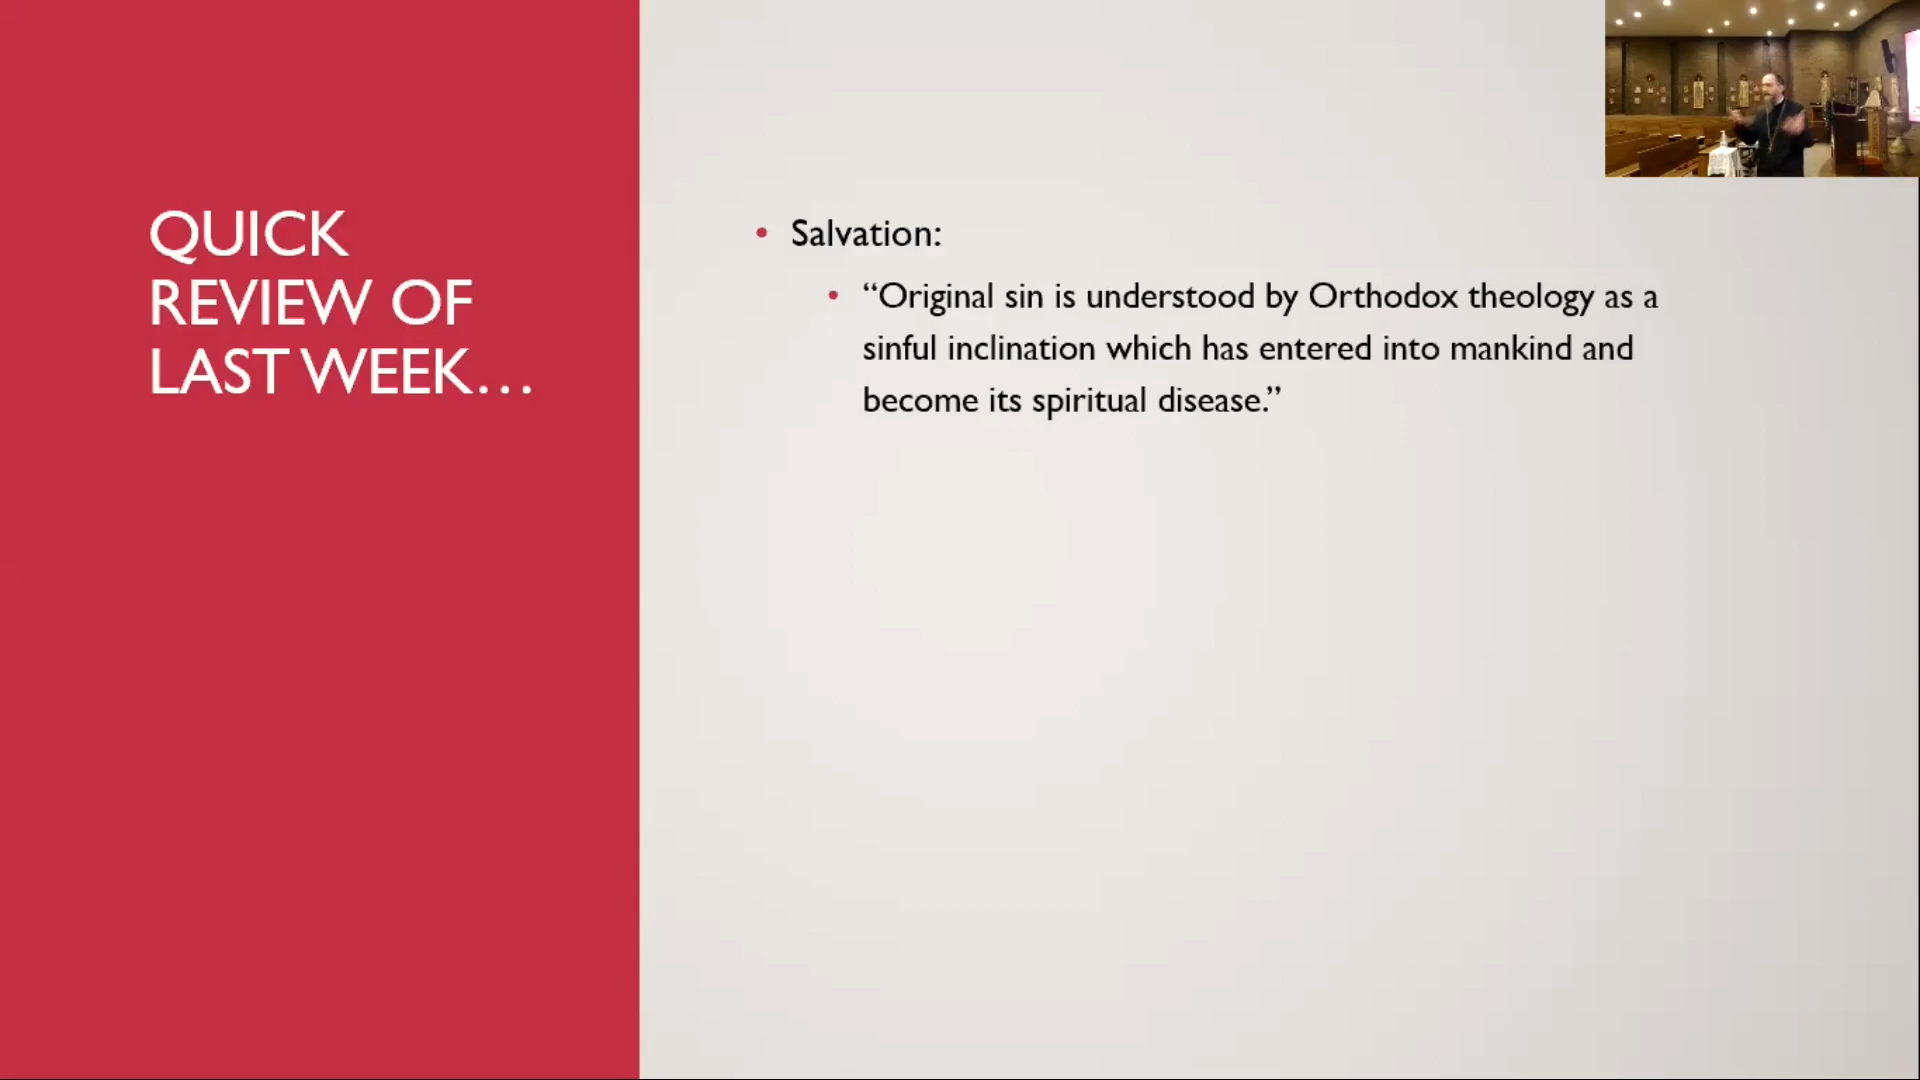 QUICK
REVIEW OF
LAST WEEK…
• Salvation:
• “Original sin is understood by Orthodox theology as a
sinful inclination which has entered into mankind and
become its spiritual disease.”